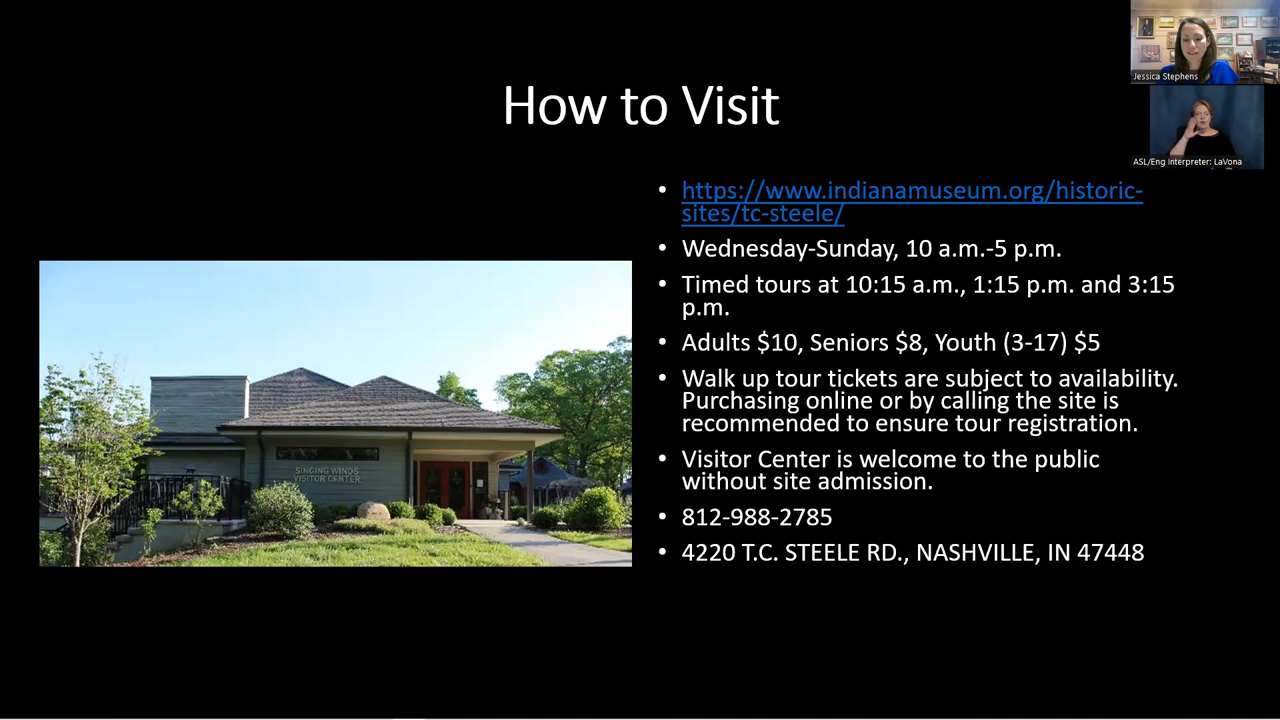 Jessica Stephens
ASL/Eng Interpreter: LaVona
How to Visit
• https://www.indianamuseum.org/historic-
sites/tc-steele/
• Wednesday-Sunday, 10 a.m.-5 p.m.
• Timed tours at 10:15 a.m., 1:15 p.m. and 3:15
p.m.
• Adults $10, Seniors $8, Youth (3-17) $5
• Walk up tour tickets are subject to availability.
Purchasing online or by calling the site is
recommended to ensure tour registration.
• Visitor Center is welcome to the public
without site admission.
• 812-988-2785
• 4220 T.C. STEELE RD., NASHVILLE, IN 47448
SINGING WINDS
VISITOR CENTER